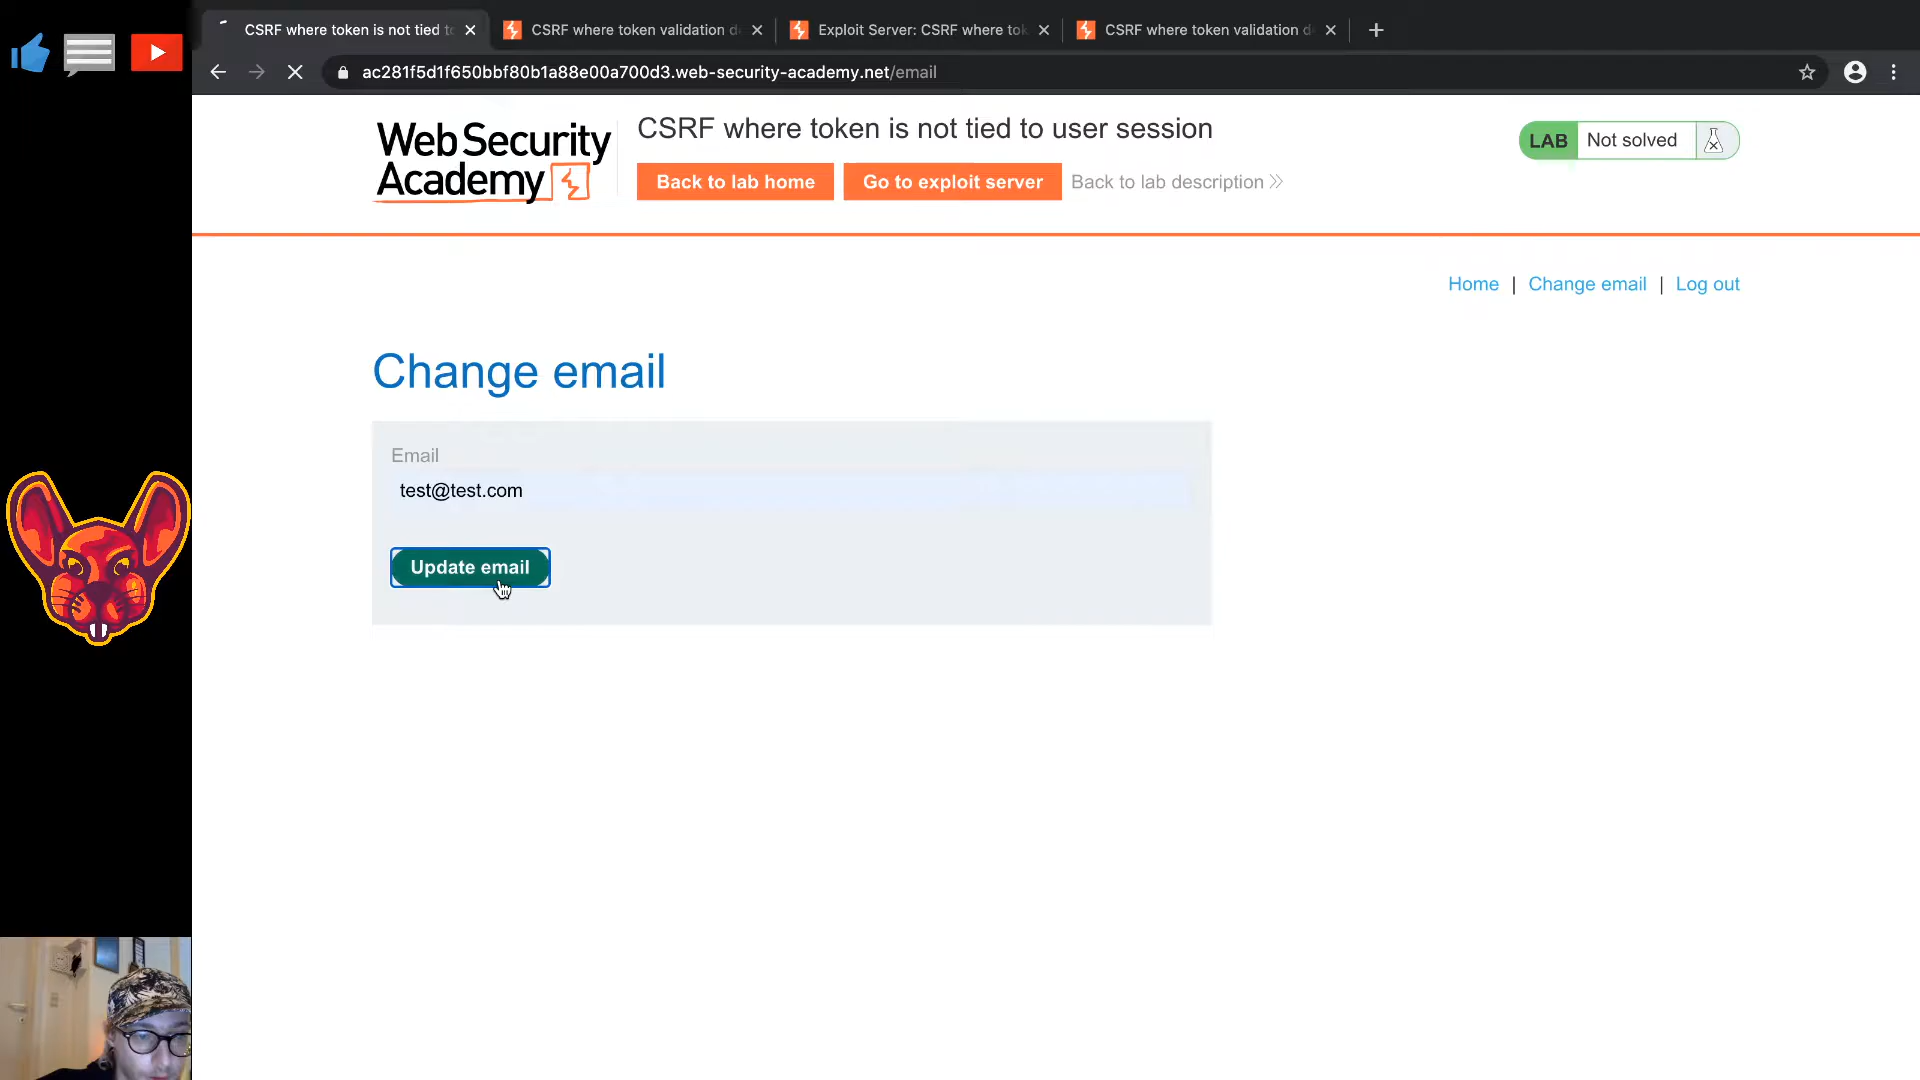 CSRF where token is not tied to
CSRF where token validation d
Exploit Server: CSRF where tok
CSRF where token validation d
ac281f5d1f650bbf80b1a88e00a700d3.web-security-academy.net/email
Web Security
Academy
CSRF where token is not tied to user session
Back to lab home
Go to exploit server
Back to lab description
LAB
Not solved
Home | Change email | Log out
Change email
Email
test@test.com
Update email